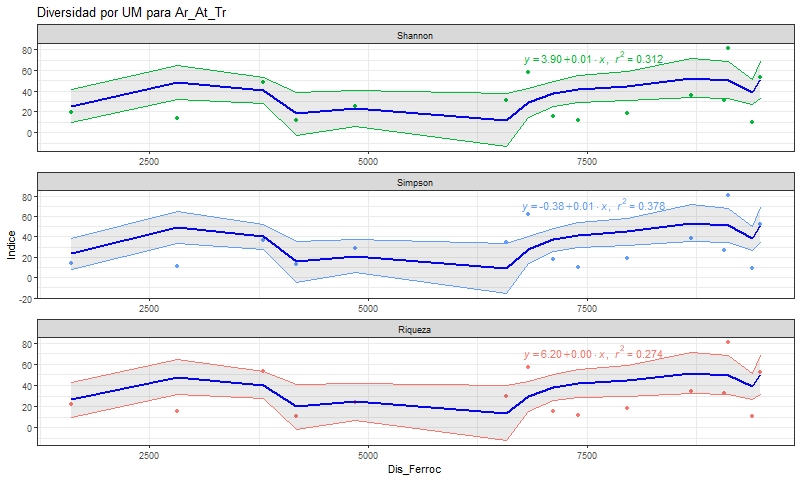 Diversidad por UM para Ar_At_Tr
Shannon
80
60
40
20
0
y = 3.90 + 0.01 · x, r² = 0.312
2500 5000 7500
Simpson
80
60
40
20
0
-20
y = -0.38 + 0.01 · x, r² = 0.378
2500 5000 7500
Indice
Riqueza
80
60
40
20
0
y = 6.20 + 0.00 · x, r² = 0.274
2500 5000 7500
Dis_Ferroc